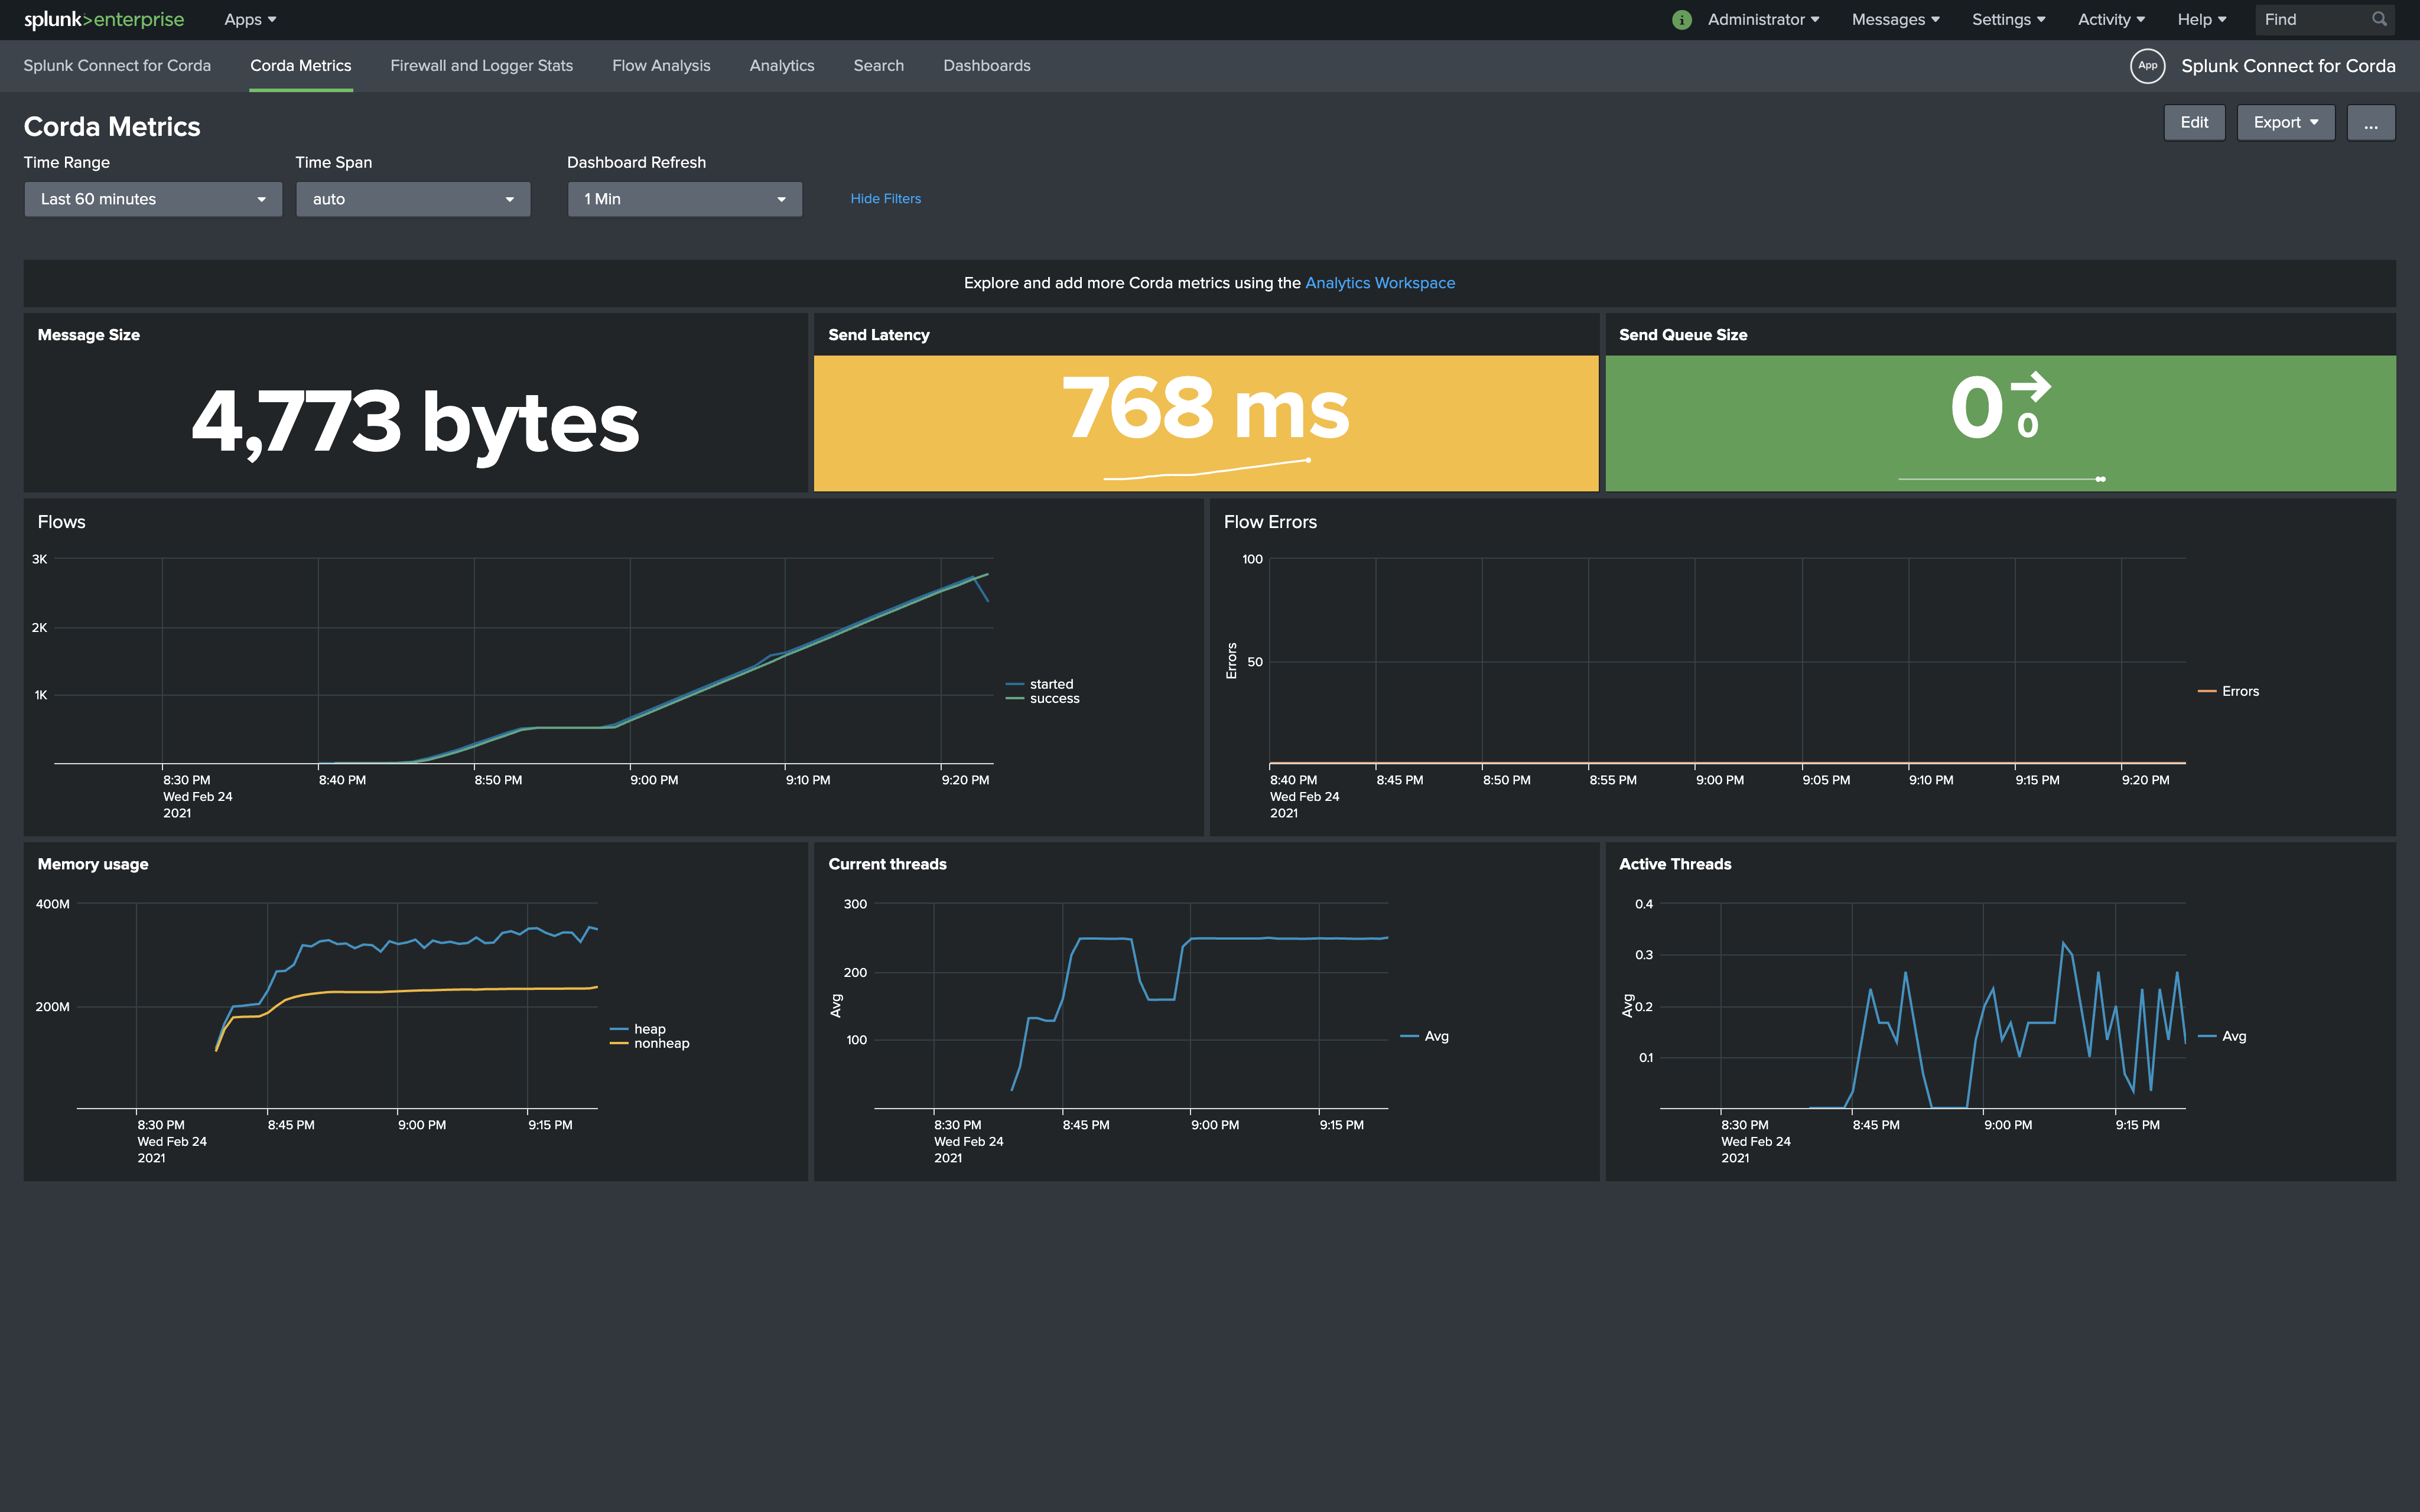 splunk>enterprise Apps i Administrator Messages Settings Activity Help Find
Splunk Connect for Corda Corda Metrics Firewall and Logger Stats Flow Analysis Analytics Search Dashboards App Splunk Connect for Corda
Corda Metrics Edit Export ...
Time Range Time Span Dashboard Refresh
Last 60 minutes auto 1 Min Hide Filters
Explore and add more Corda metrics using the Analytics Workspace
Message Size
4,773 bytes
Send Latency
768 ms
Send Queue Size
0 0
Flows
3K
2K
1K
started
success
8:30 PM 8:40 PM 8:50 PM 9:00 PM 9:10 PM 9:20 PM
Wed Feb 24
2021
Flow Errors
100
50
Errors
Errors
8:40 PM 8:45 PM 8:50 PM 8:55 PM 9:00 PM 9:05 PM 9:10 PM 9:15 PM 9:20 PM
Wed Feb 24
2021
Memory usage
400M
200M
heap
nonheap
8:30 PM 8:45 PM 9:00 PM 9:15 PM
Wed Feb 24
2021
Current threads
300
200
100
Avg
Avg
8:30 PM 8:45 PM 9:00 PM 9:15 PM
Wed Feb 24
2021
Active Threads
0.4
0.3
0.2
0.1
Avg
Avg
8:30 PM 8:45 PM 9:00 PM 9:15 PM
Wed Feb 24
2021